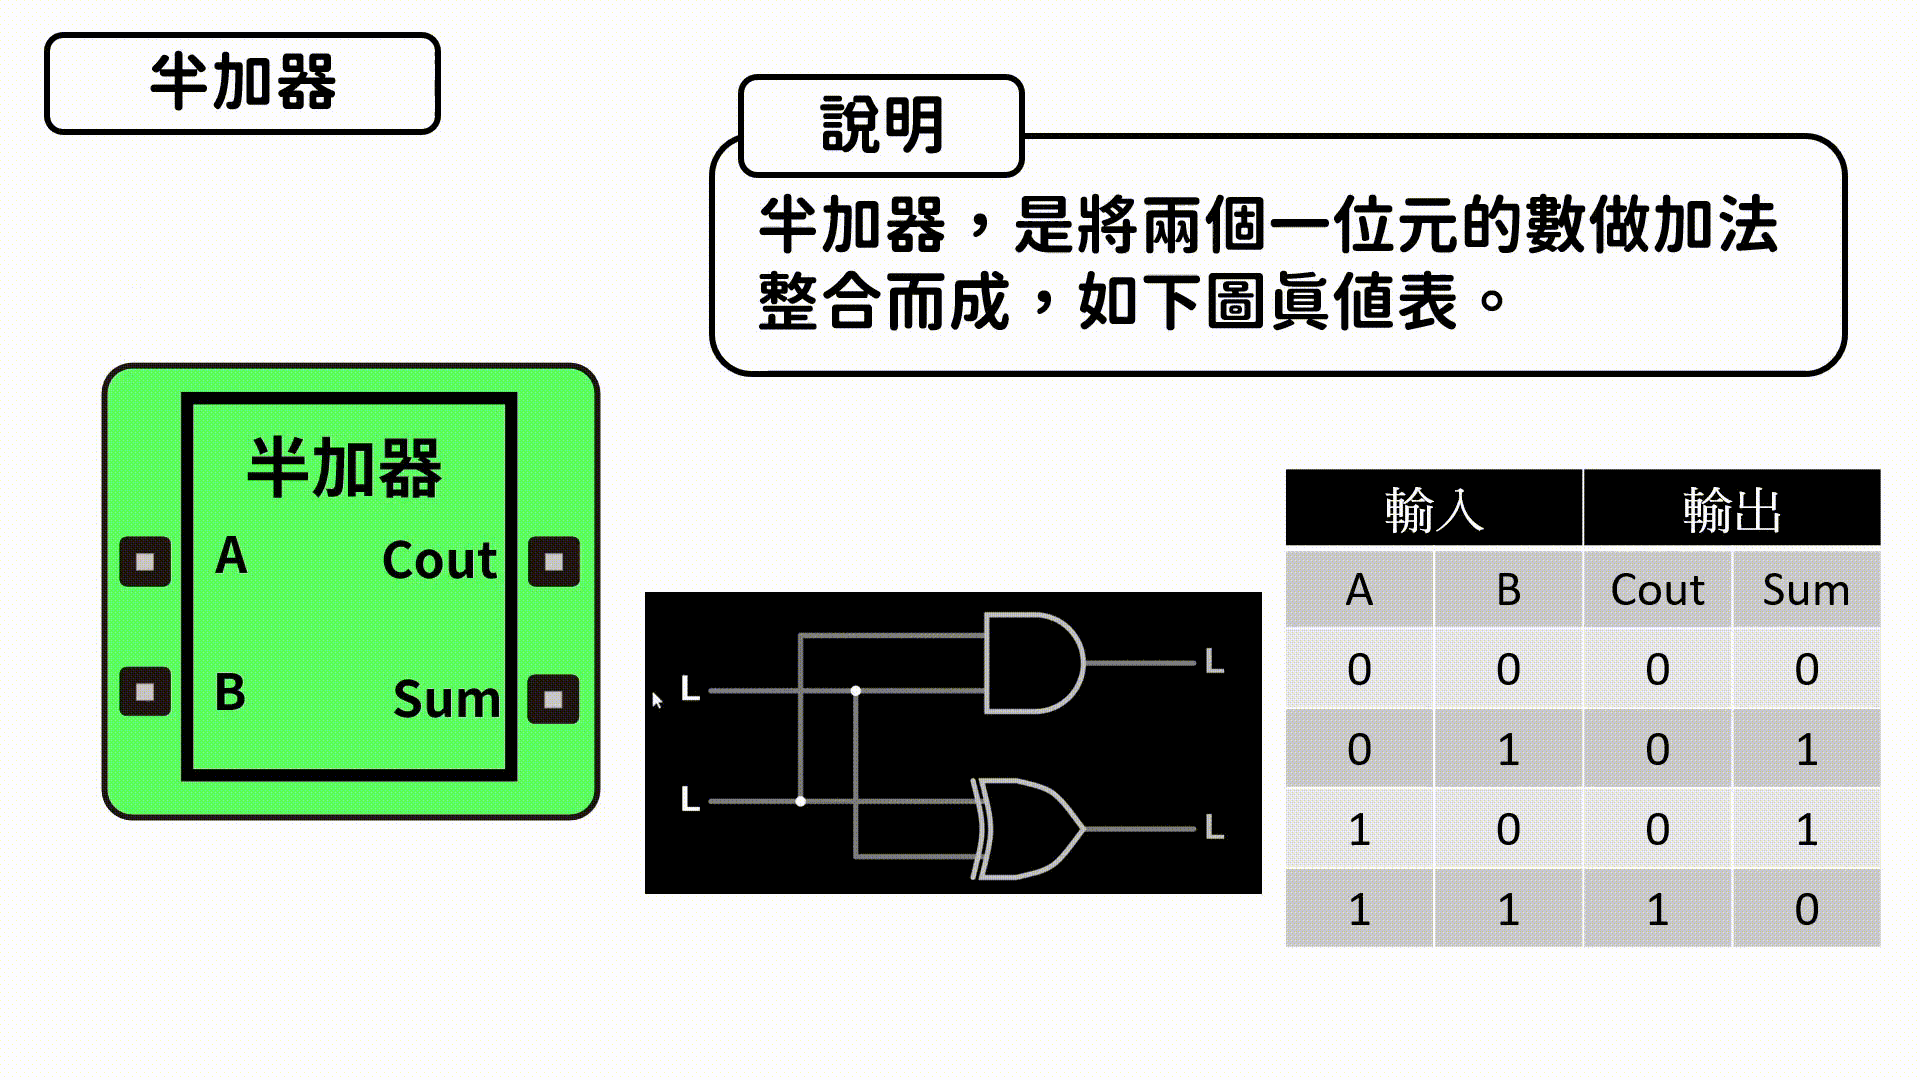 半加器
說明
半加器，是將兩個一位元的數做加法
整合而成，如下圖真值表。
半加器
A Cout
B Sum
L L
L L
輸入 輸出
A B Cout Sum
0 0 0 0
0 1 0 1
1 0 0 1
1 1 1 0